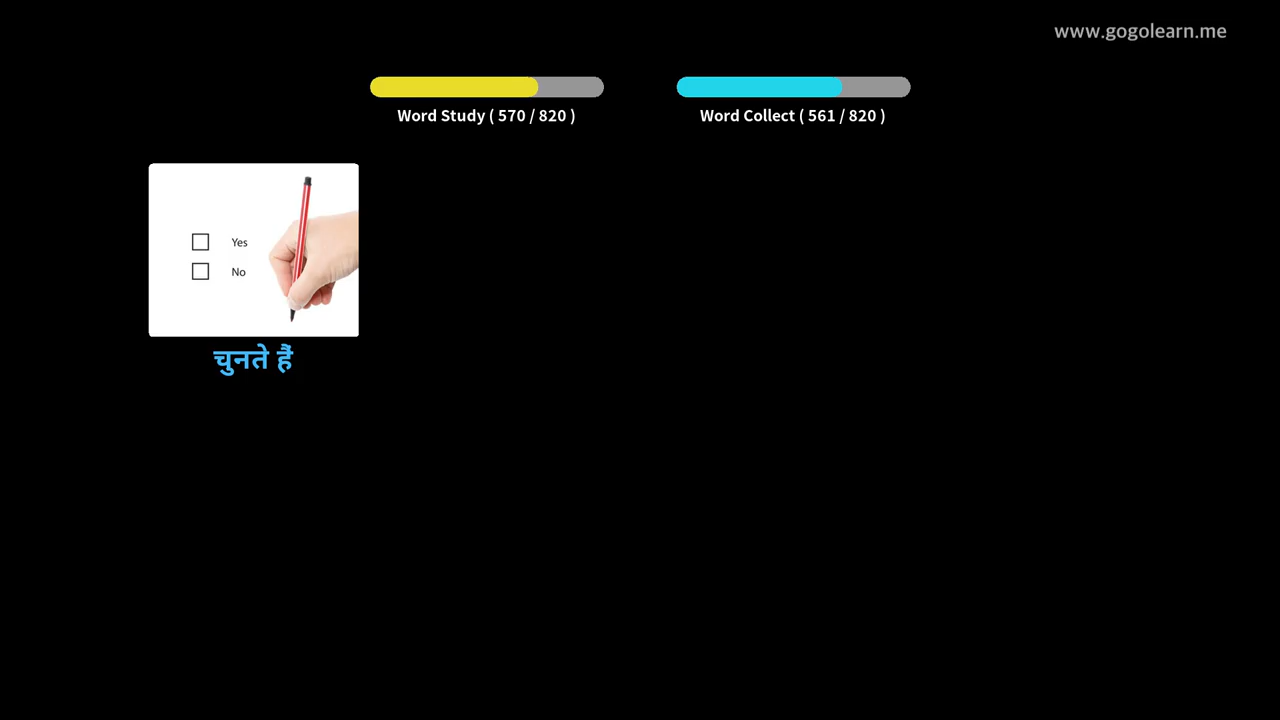 www.gogolearn.me
Word Study ( 570 / 820 )
Word Collect ( 561 / 820 )
Yes
No
चुनते हैं